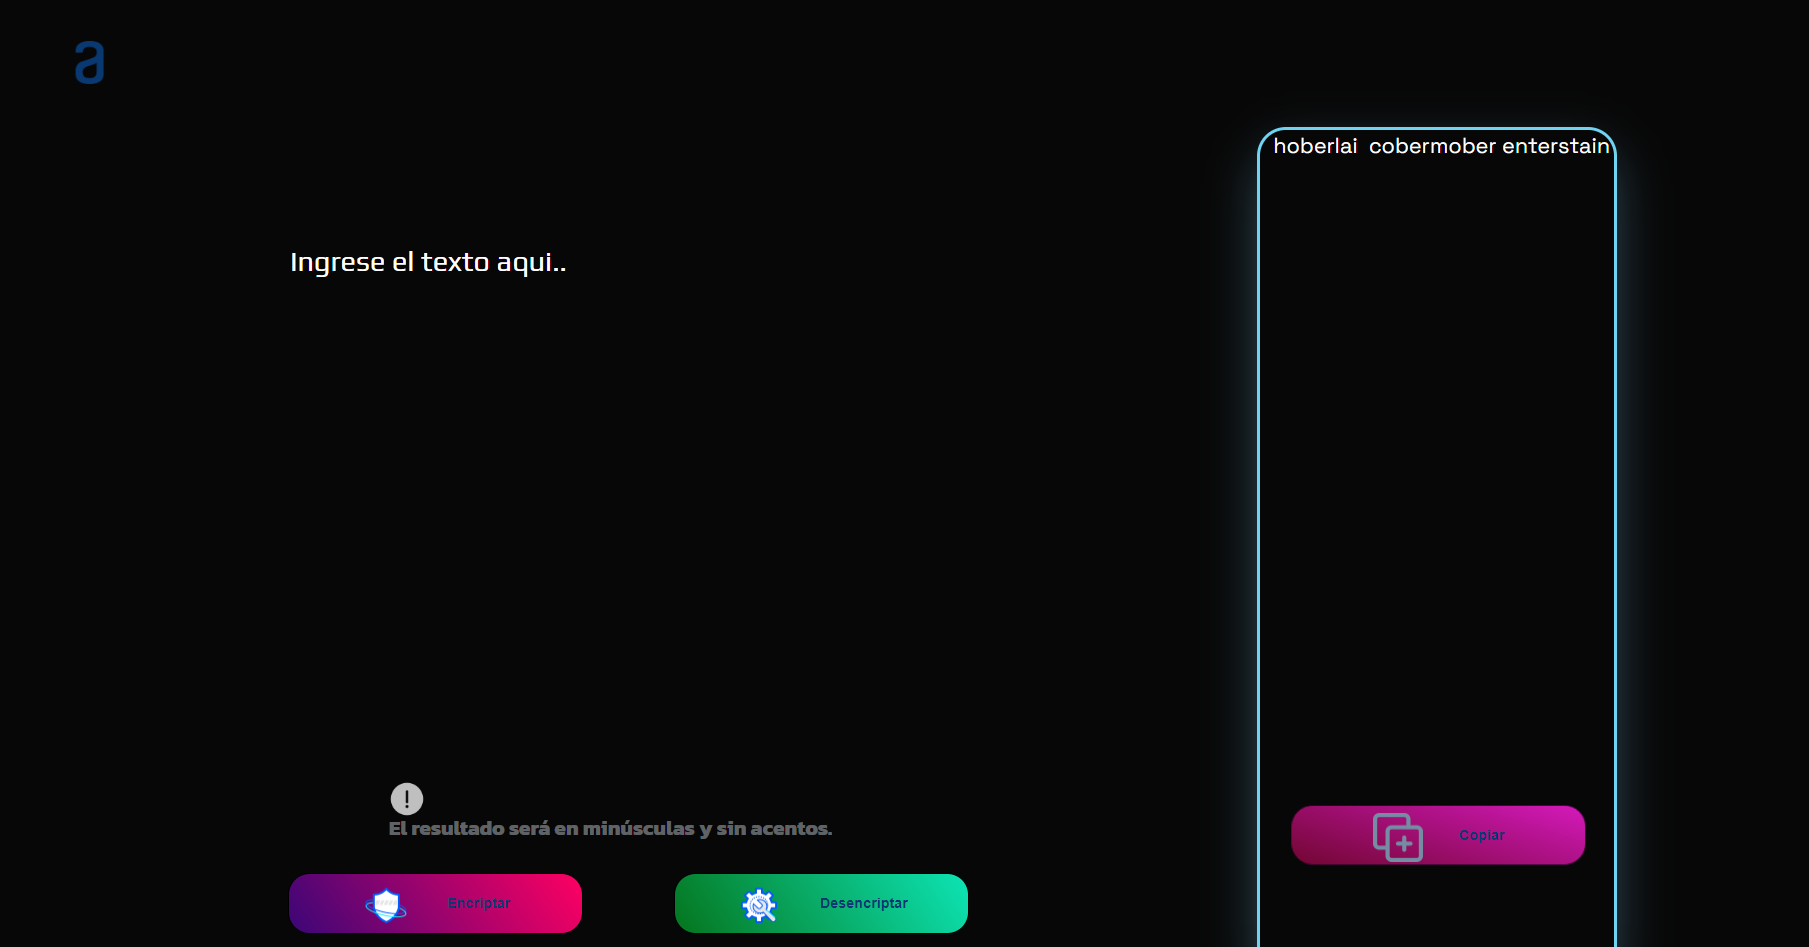 a
hoberlai cobermober enterstain
Ingrese el texto aqui..
!
El resultado será en minúsculas y sin acentos.
Encriptar
Desencriptar
Copiar